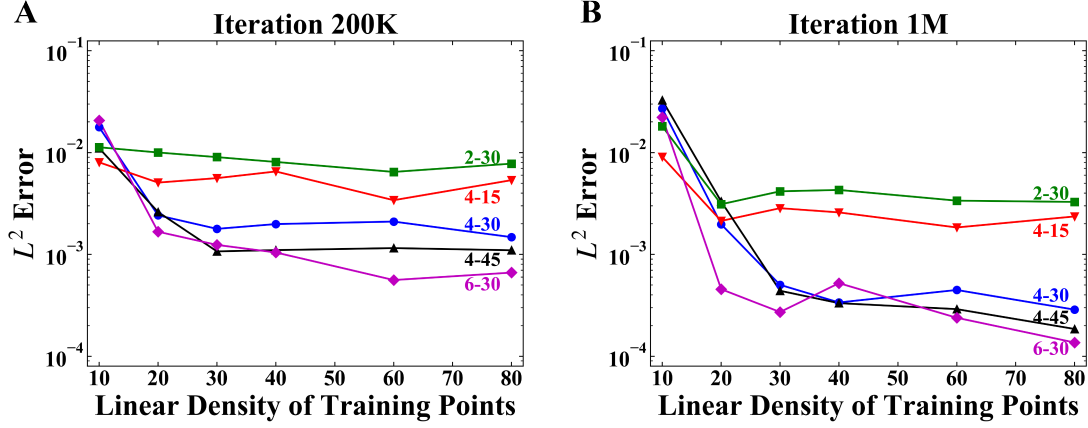 A
Iteration 200K
10⁻¹
10⁻²
10⁻³
10⁻⁴
L² Error
2-30
4-15
4-30
4-45
6-30
10 20 30 40 50 60 70 80
Linear Density of Training Points
B
Iteration 1M
10⁻¹
10⁻²
10⁻³
10⁻⁴
L² Error
2-30
4-15
4-30
4-45
6-30
10 20 30 40 50 60 70 80
Linear Density of Training Points